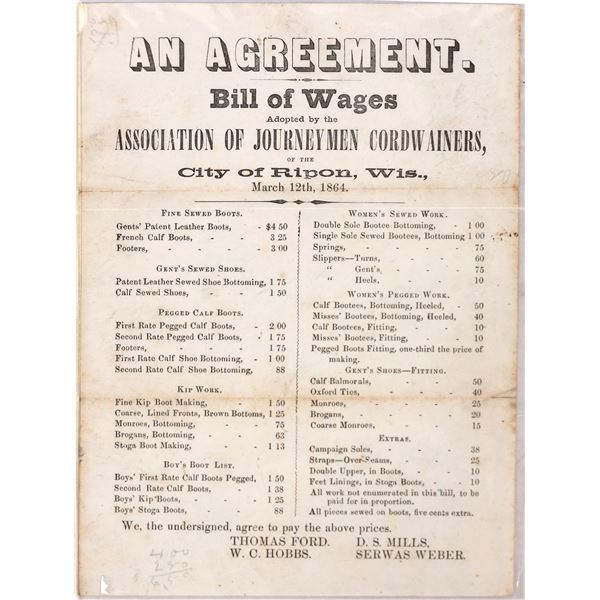 AN AGREEMENT.
Bill of Wages
Adopted by the
ASSOCIATION OF JOURNEYMEN CORDWAINERS,
OF THE
City of Ripon, Wis.,
March 12th, 1864.
FINE SEWED BOOTS.
Gents' Patent Leather Boots, - $4 50
French Calf Boots, - - 3 25
Footers, - - - 3 00
GENT'S SEWED SHOES.
Patent Leather Sewed Shoe Bottoming, 1 75
Calf Sewed Shoes, - - 1 50
PEGGED CALF BOOTS.
First Rate Pegged Calf Boots, - 2 00
Second Rate Pegged Calf Boots, - 1 75
Footers, - - - - 1 75
First Rate Calf Shoe Bottoming, - 1 00
Second Rate Calf Shoe Bottoming, 88
KIP WORK.
Fine Kip Boot Making, - - 1 50
Coarse, Lined Fronts, Brown Bottoms, 1 25
Monroes, Bottoming, - - 75
Brogans, Bottoming, - - 63
Stoga Boot Making, - - 1 13
BOY'S BOOT LIST.
Boys' First Rate Calf Boots Pegged, 1 50
Second Rate Calf Boots, - - 1 38
Boys' Kip Boots, - - - 1 25
Boys' Stoga Boots, - - 88
WOMEN'S SEWED WORK.
Double Sole Bootee Bottoming, - 1 00
Single Sole Sewed Bootees, Bottoming 1 00
Springs, - - - - 75
Slippers—Turns, - - - 60
" Gent's, - - - 75
" Heels, - - - 10
WOMEN'S PEGGED WORK.
Calf Bootees, Bottoming, Heeled, 50
Misses' Bootees, Bottoming, Heeled, 40
Calf Bootees, Fitting, - - 10
Misses' Bootees, Fitting, - - 10
Pegged Boots Fitting, one-third the price of
making.
GENT'S SHOES—FITTING.
Calf Balmorals, - - - 50
Oxford Ties, - - - 40
Monroes, - - - - 25
Brogans, - - - - 20
Coarse Monroes, - - - 15
EXTRAS.
Campaign Soles, - - - 38
Straps—Over-Seams, - - 25
Double Upper, in Boots, - - 10
Feet Linings, in Stoga Boots, - 10
All work not enumerated in this bill, to be
paid for in proportion.
All pieces sewed on boots, five cents extra.
We, the undersigned, agree to pay the above prices.
THOMAS FORD. D. S. MILLS,
W. C. HOBBS. SERWAS WEBER.
4 00
2 50
6 50